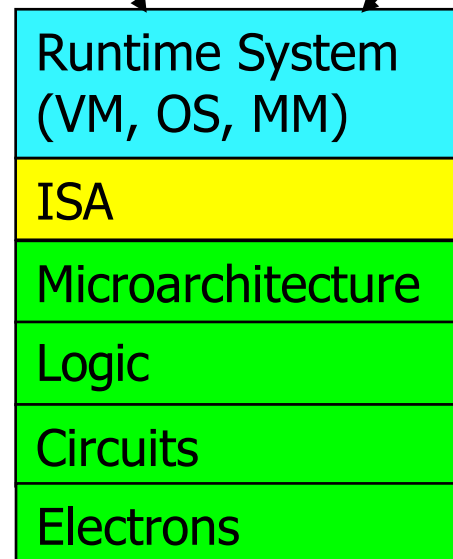 Runtime System
(VM, OS, MM)
ISA
Microarchitecture
Logic
Circuits
Electrons